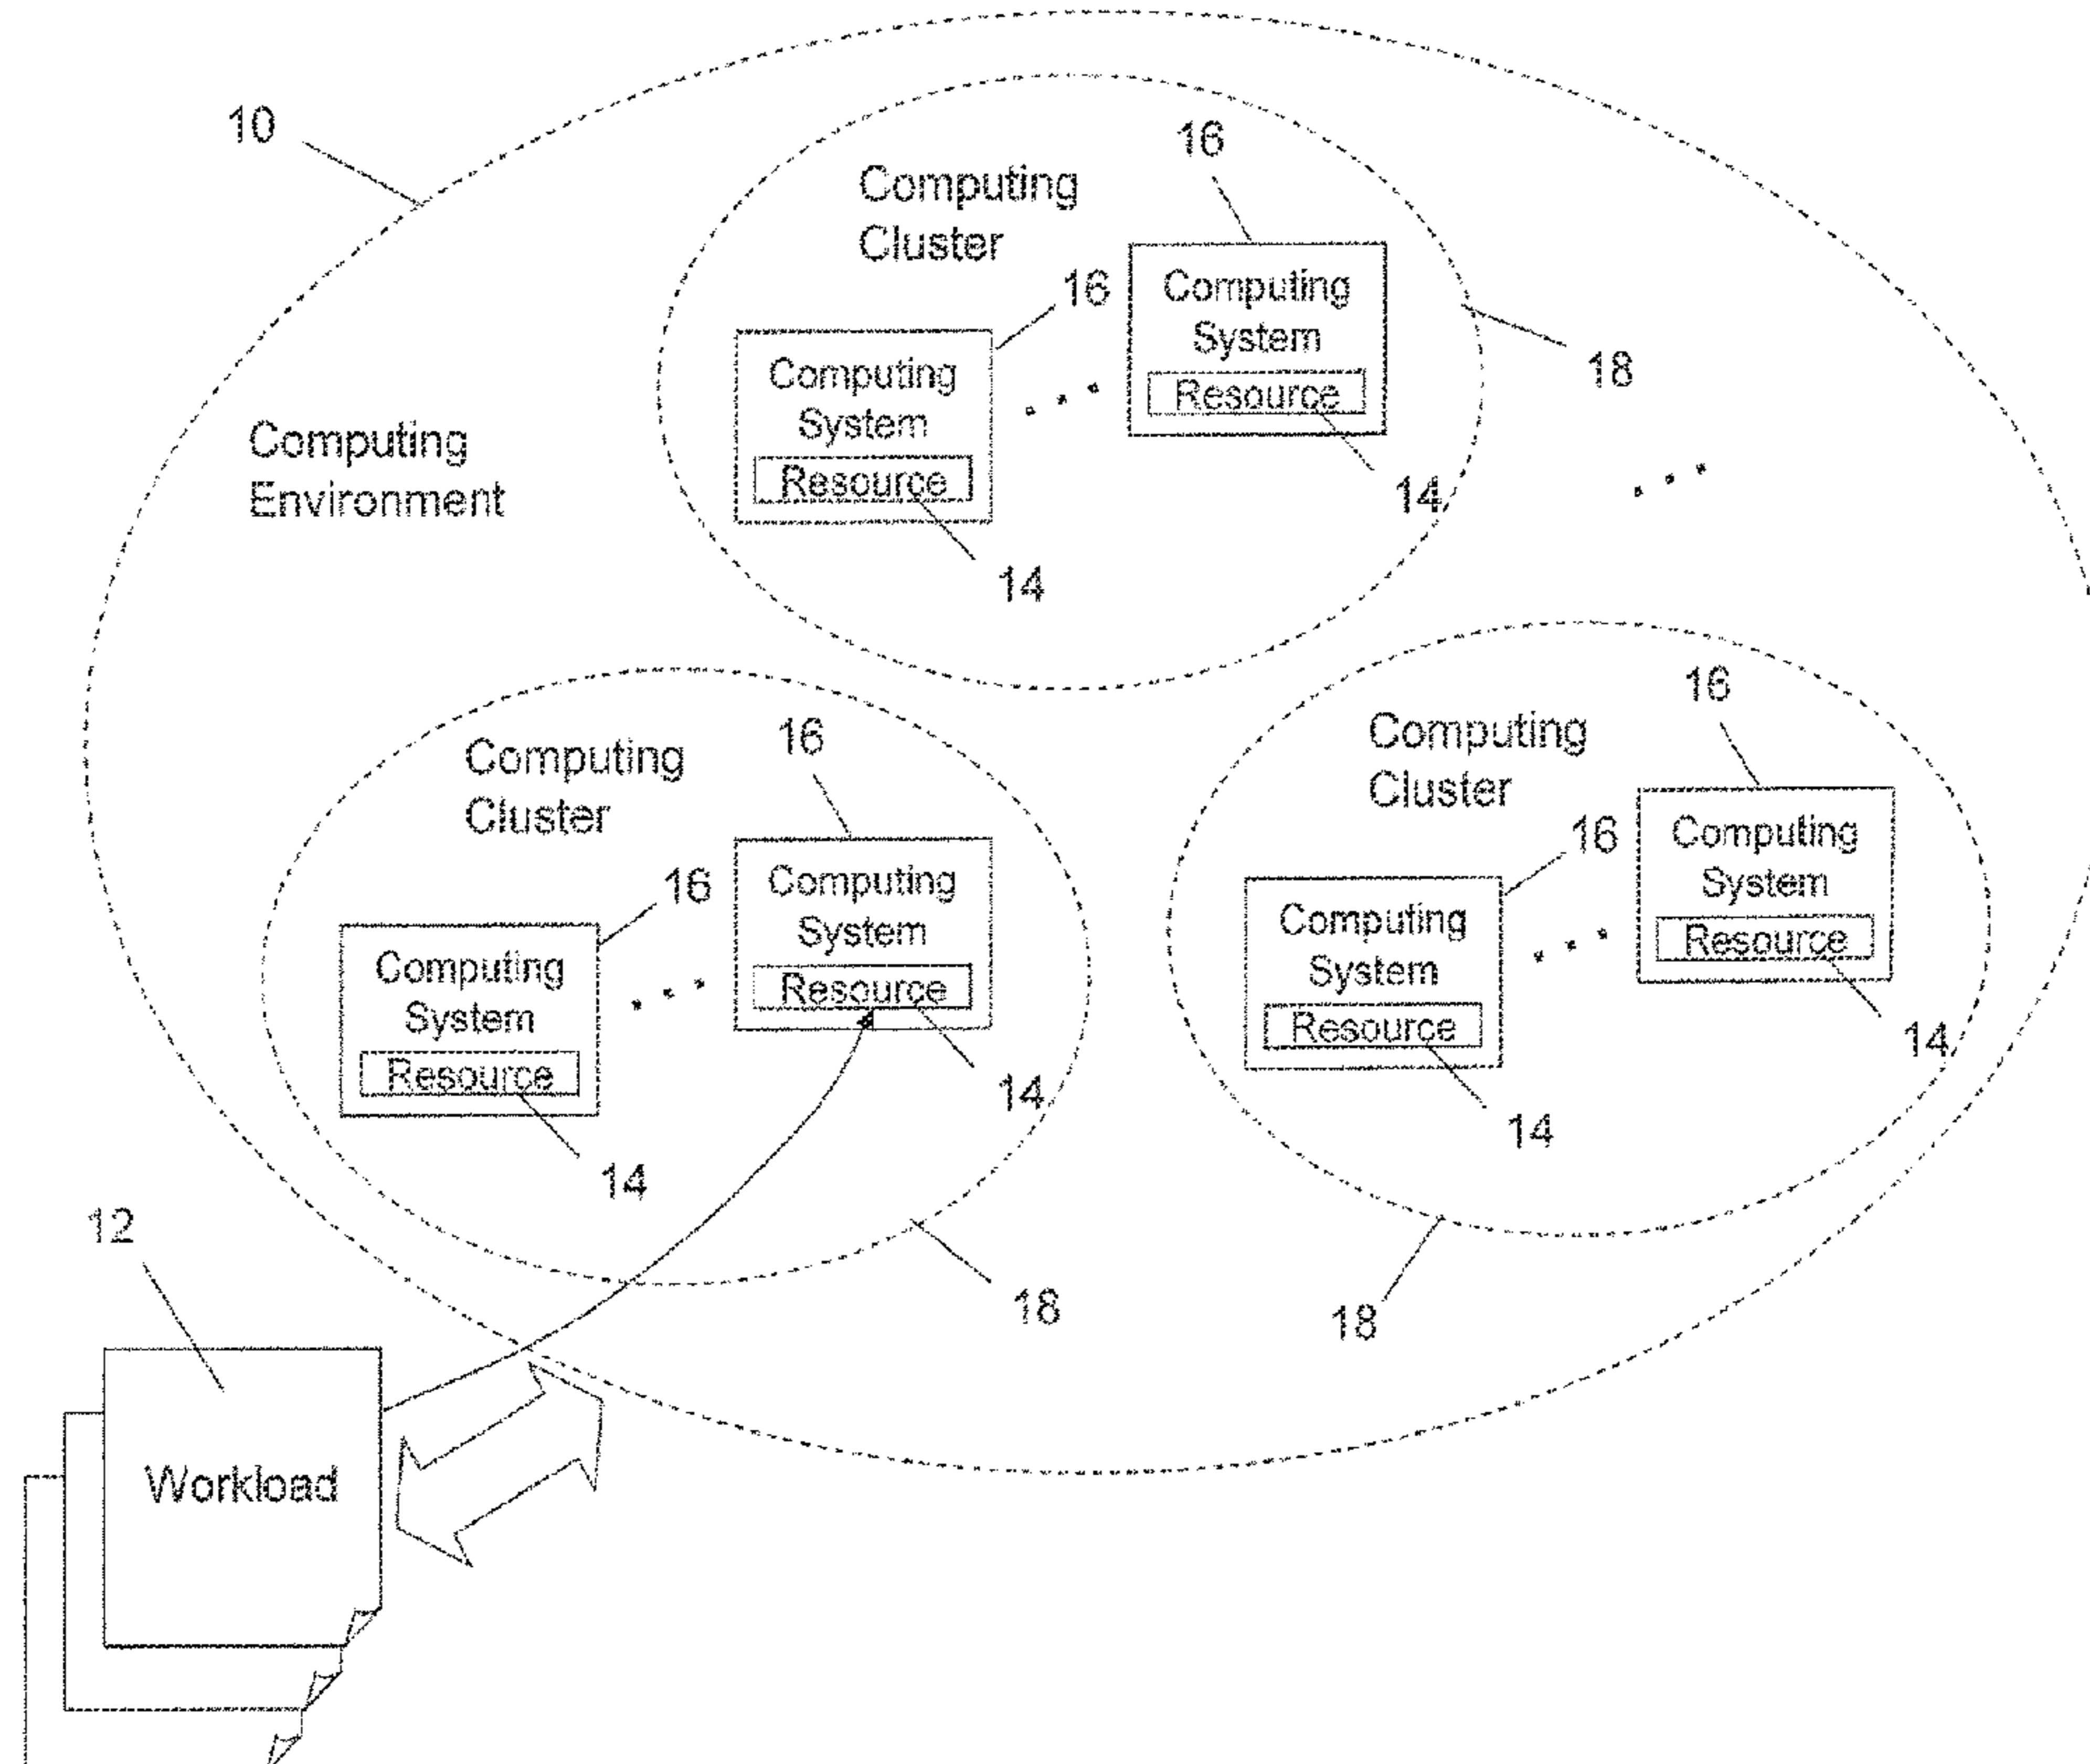 10
16
Computing
Cluster
16
Computing
System
Resource
18
Computing
System
Resource
14
14
Computing
Environment
16
Computing
Cluster
16
Computing
System
Resource
16
Computing
Cluster
16
Computing
System
Resource
14
Computing
System
Resource
14
14
Computing
System
Resource
14
12
18
18
Workload